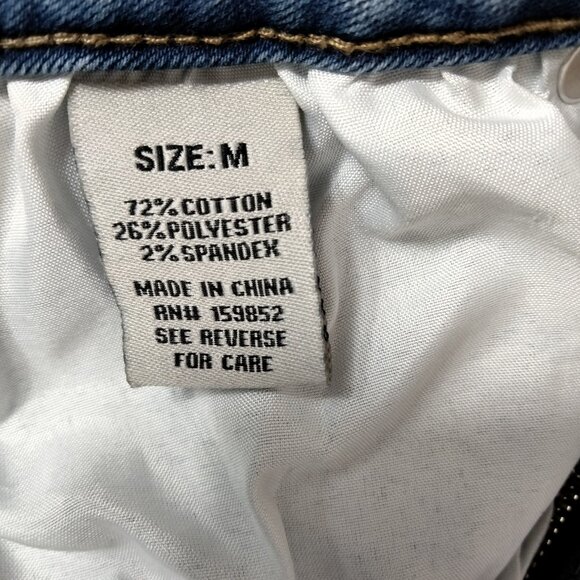 SIZE: M
72% COTTON
26% POLYESTER
2% SPANDEX
MADE IN CHINA
RN# 159852
SEE REVERSE
FOR CARE